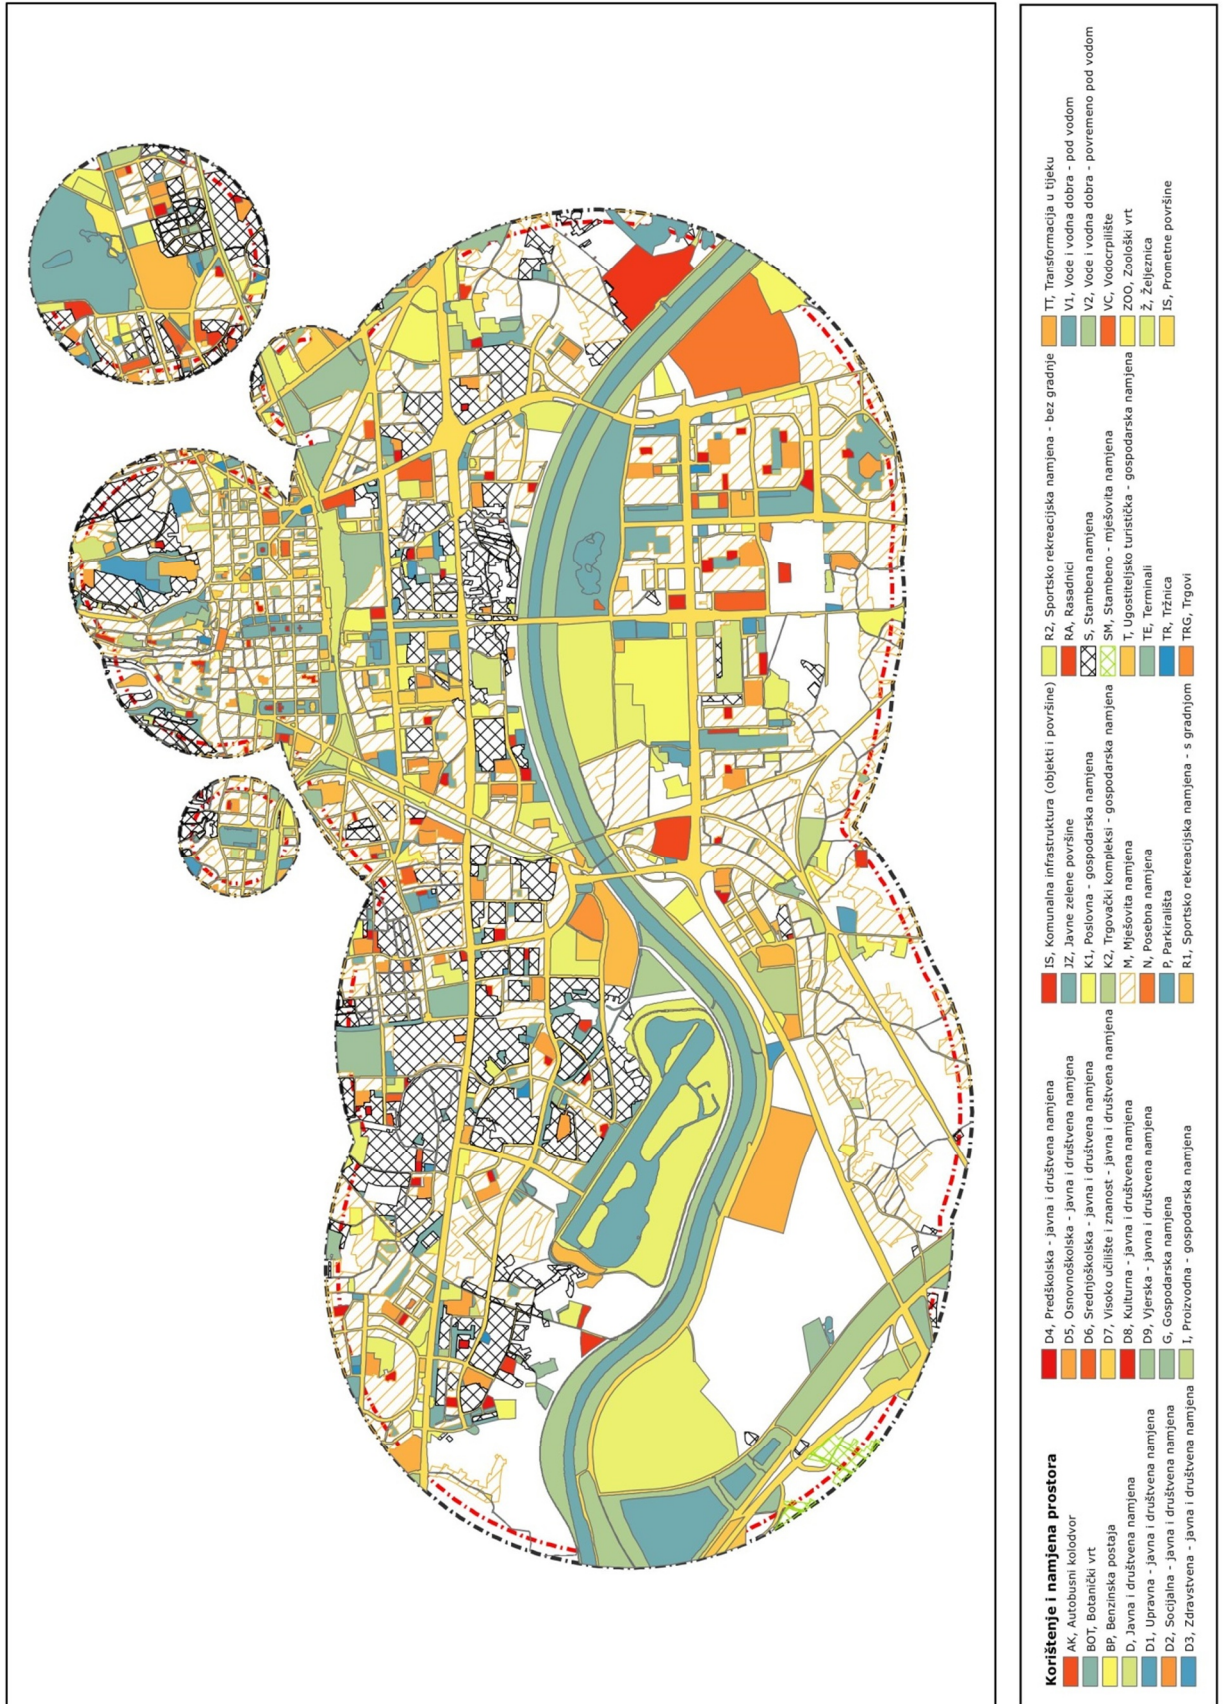 Korištenje i namjena prostora
AK, Autobusni kolodvor
BOT, Botanički vrt
BP, Benzinska postaja
D, Javna i društvena namjena
D1, Upravna - javna i društvena namjena
D2, Socijalna - javna i društvena namjena
D3, Zdravstvena - javna i društvena namjena
D4, Predškolska - javna i društvena namjena
D5, Osnovnoškolska - javna i društvena namjena
D6, Srednjoškolska - javna i društvena namjena
D7, Visoko učilište i znanost - javna i društvena namjena
D8, Kulturna - javna i društvena namjena
D9, Vjerska - javna i društvena namjena
G, Gospodarska namjena
I, Proizvodna - gospodarska namjena
IS, Komunalna infrastruktura (objekti i površine)
JZ, Javne zelene površine
K1, Poslovna - gospodarska namjena
K2, Trgovački kompleksi - gospodarska namjena
M, Mješovita namjena
N, Posebna namjena
P, Parkirališta
R1, Sportsko rekreacijska namjena - s gradnjom
R2, Sportsko rekreacijska namjena - bez gradnje
RA, Rasadnici
S, Stambena namjena
SM, Stambeno - mješovita namjena
T, Ugostiteljsko turistička - gospodarska namjena
TE, Terminali
TR, Tržnica
TRG, Trgovi
TT, Transformacija u tijeku
V1, Vode i vodna dobra - pod vodom
V2, Vode i vodna dobra - povremeno pod vodom
VC, Vodocrpilište
ZOO, Zoološki vrt
Ž, Željeznica
IS, Prometne površine